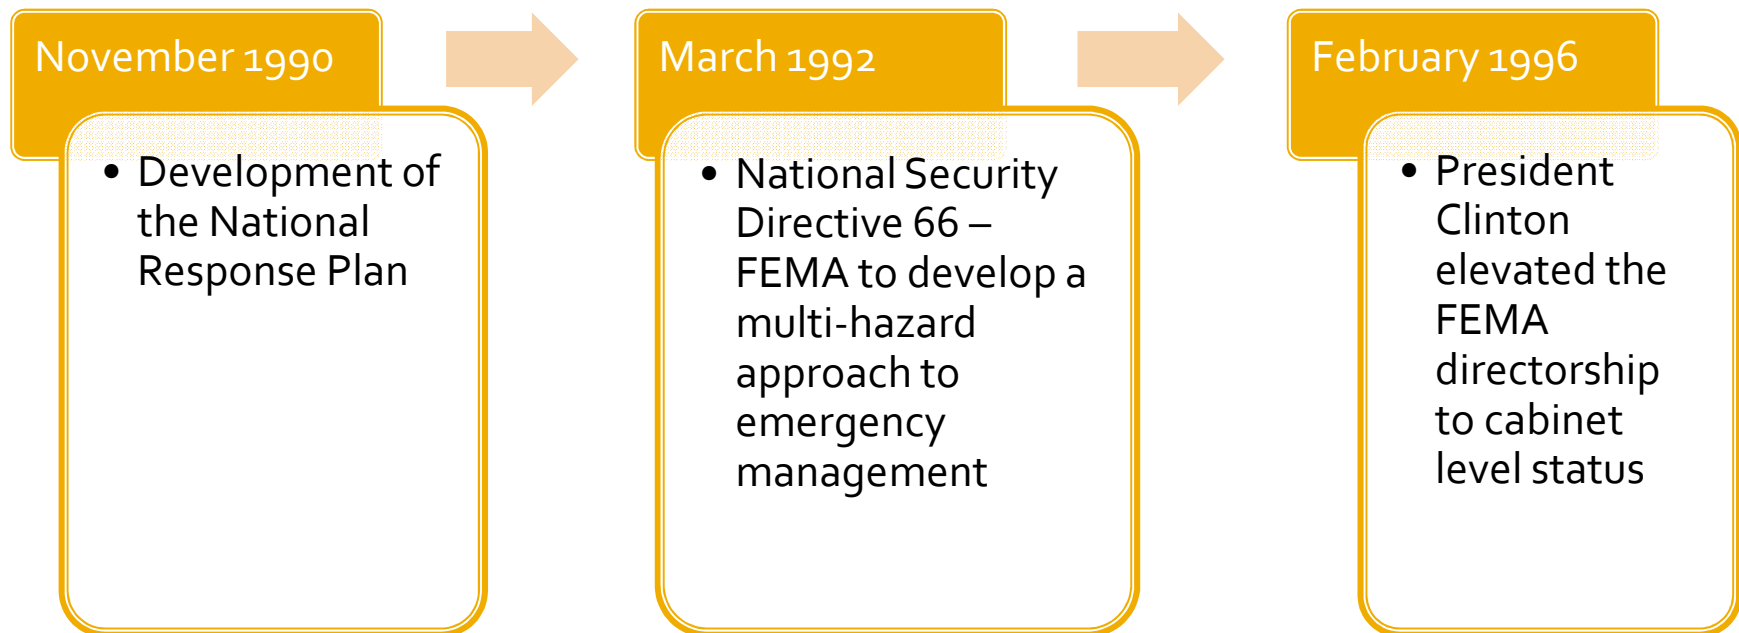 November 1990
• Development of
the National
Response Plan
March 1992
• National Security
Directive 66 –
FEMA to develop a
multi-hazard
approach to
emergency
management
February 1996
• President
Clinton
elevated the
FEMA
directorship
to cabinet
level status